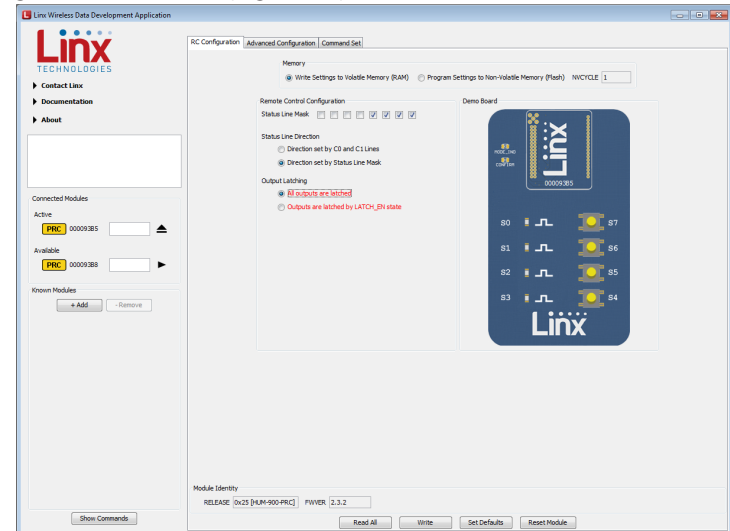 Linx Wireless Data Development Application
Linx
TECHNOLOGIES
Contact Linx
Documentation
About
Connected Modules
Active
PRC 000093B5
Available
PRC 000093B8
Known Modules
+ Add - Remove
Show Commands
RC Configuration Advanced Configuration Command Set
Memory
Write Settings to Volatile Memory (RAM) Program Settings to Non-Volatile Memory (Flash) NVCYCLE 1
Remote Control Configuration
Status Line Mask
Status Line Direction
Direction set by C0 and C1 Lines
Direction set by Status Line Mask
Output Latching
All outputs are latched
Outputs are latched by LATCH_EN state
Demo Board
MODE_IND
CONFIRM
Linx
000093B5
S0 S7
S1 S6
S2 S5
S3 S4
Linx
Module Identity
RELEASE 0x25 [HUM-900-PRC] FWVER 2.3.2
Read All Write Set Defaults Reset Module